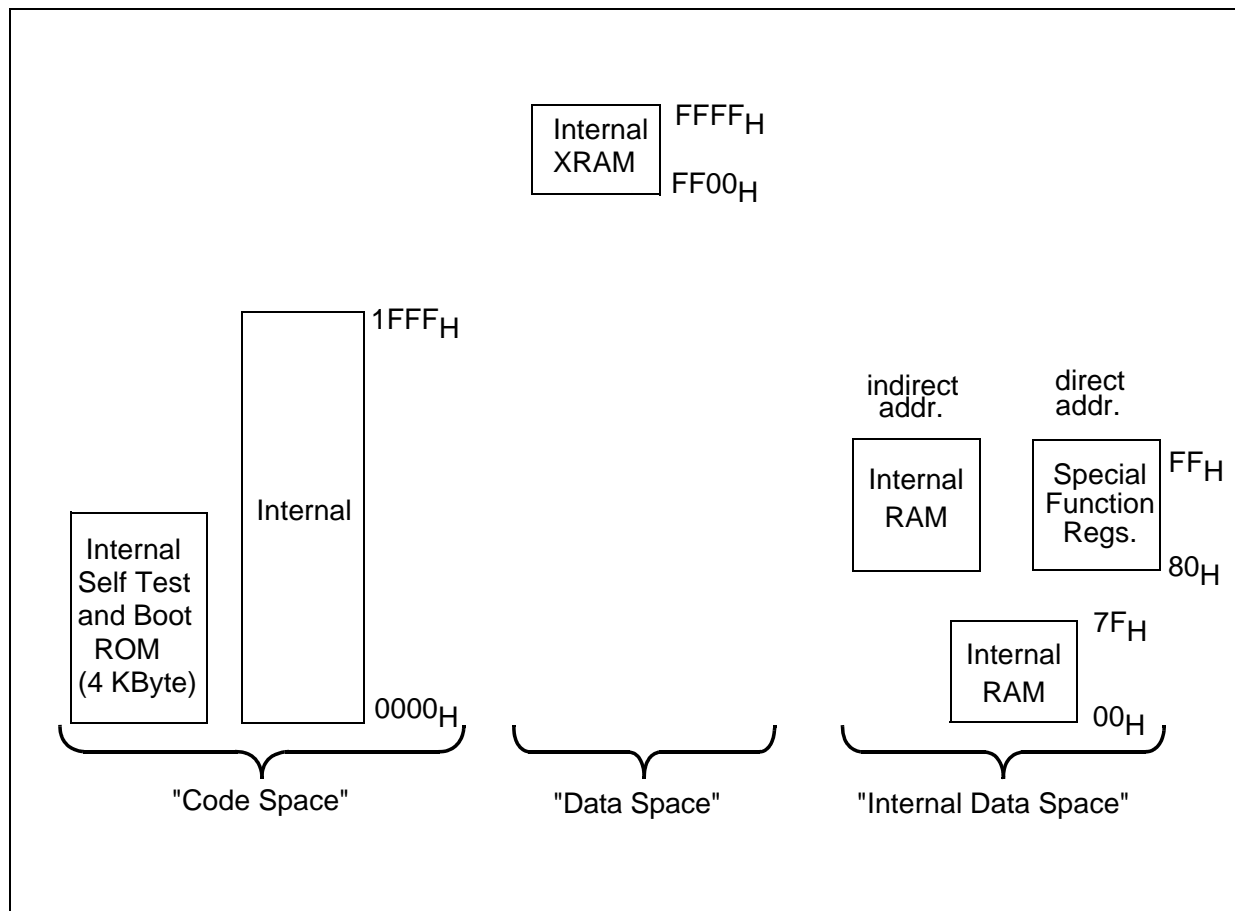 Internal
XRAM
FFFFH
FF00H
1FFFH
Internal
0000H
Internal
Self Test
and Boot
ROM
(4 KByte)
indirect
addr.
direct
addr.
Internal
RAM
Special
Function
Regs.
FFH
80H
Internal
RAM
7FH
00H
"Code Space"
"Data Space"
"Internal Data Space"